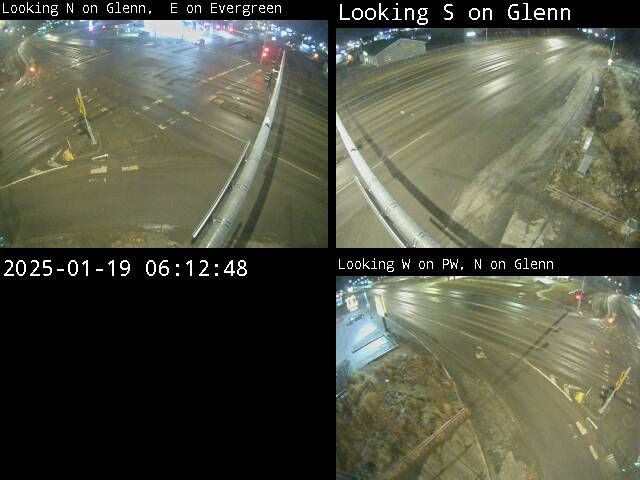 Looking N on Glenn,  E on Evergreen
Looking S on Glenn
2025-01-19 06:12:48
Looking W on PW, N on Glenn